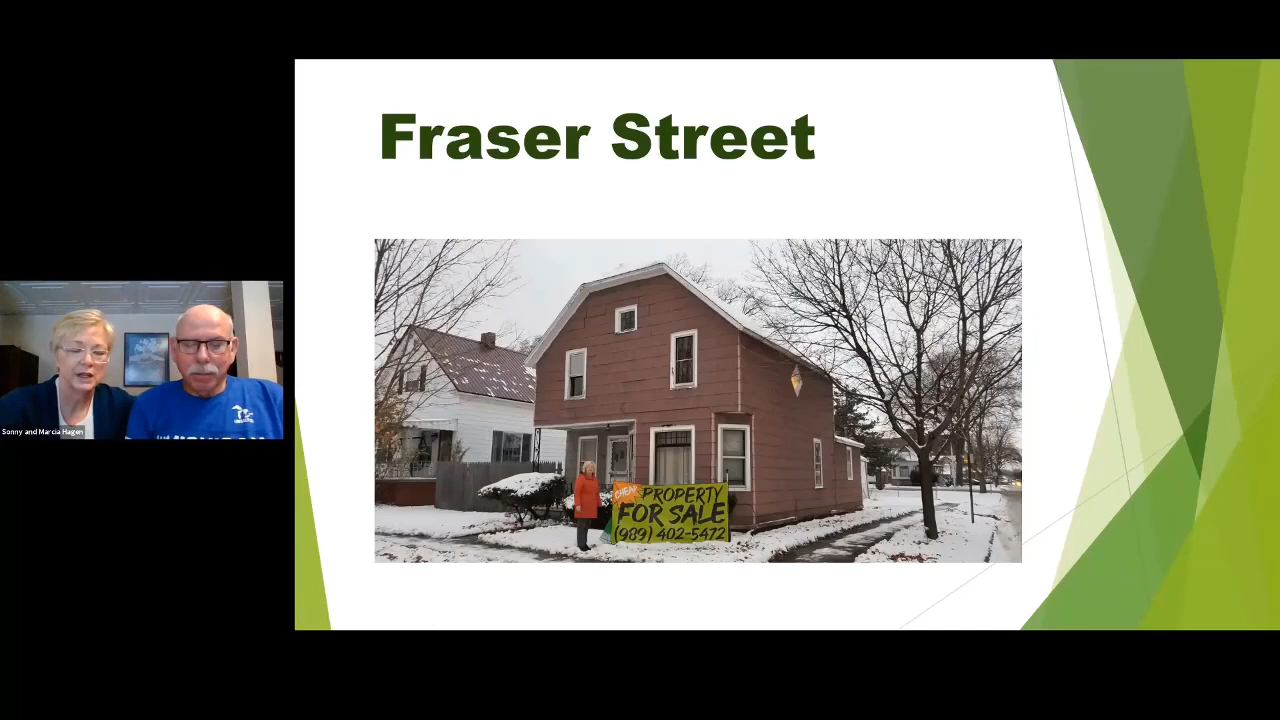 Fraser Street
CHEAP
PROPERTY
FOR SALE
(989) 402-5472
Sonny and Marcia Hagen